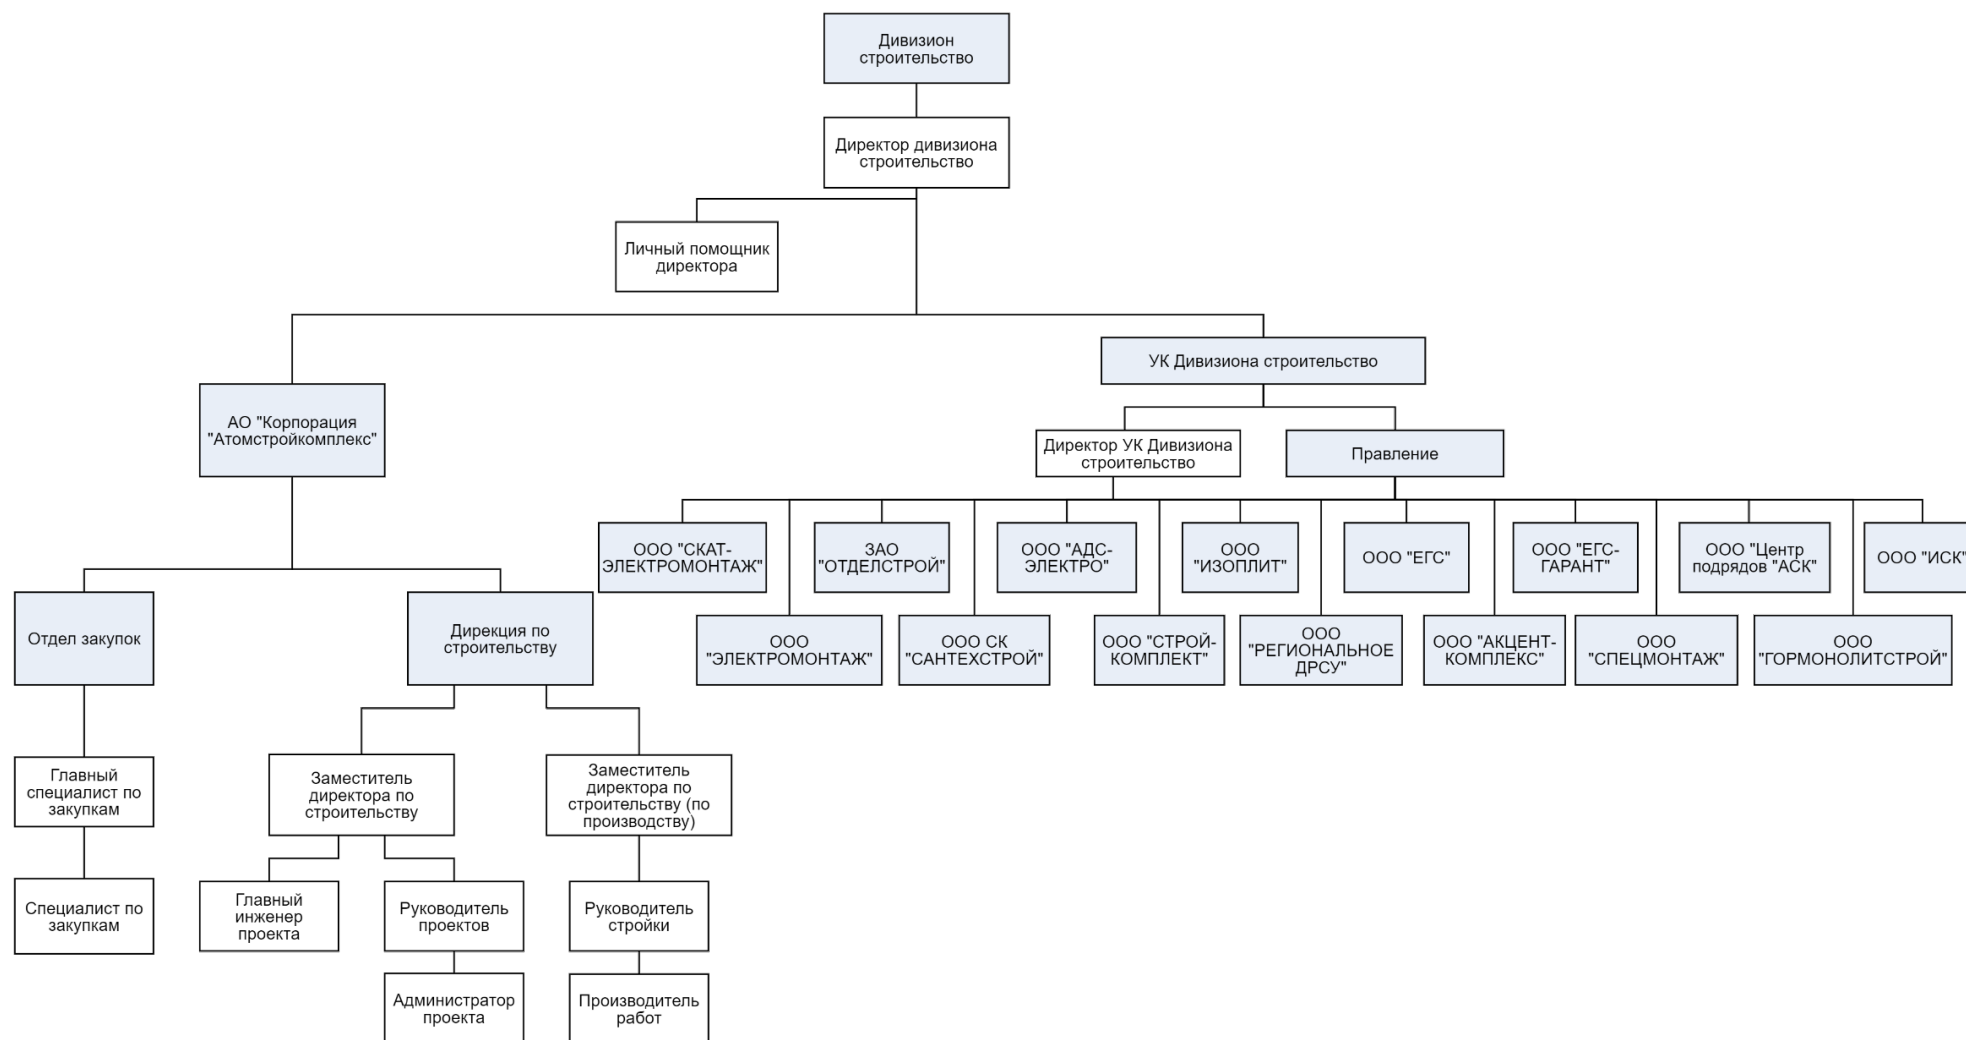 Дивизион
строительство
Директор дивизиона
строительство
Личный помощник
директора
УК Дивизиона строительство
АО "Корпорация
"Атомстройкомплекс"
Директор УК Дивизиона
строительство
Правление
ООО "СКАТ-
ЭЛЕКТРОМОНТАЖ"
ЗАО
"ОТДЕЛСТРОЙ"
ООО "АДС-
ЭЛЕКТРО"
ООО
"ИЗОПЛИТ"
ООО "ЕГС"
ООО "ЕГС-
ГАРАНТ"
ООО "Центр
подрядов "АСК"
ООО "ИСК"
Отдел закупок
Дирекция по
строительству
ООО
"ЭЛЕКТРОМОНТАЖ"
ООО СК
"САНТЕХСТРОЙ"
ООО "СТРОЙ-
КОМПЛЕКТ"
ООО
"РЕГИОНАЛЬНОЕ
ДРСУ"
ООО "АКЦЕНТ-
КОМПЛЕКС"
ООО
"СПЕЦМОНТАЖ"
ООО
"ГОРМОНОЛИТСТРОЙ"
Главный
специалист по
закупкам
Заместитель
директора по
строительству
Заместитель
директора по
строительству (по
производству)
Специалист по
закупкам
Главный
инженер
проекта
Руководитель
проектов
Руководитель
стройки
Администратор
проекта
Производитель
работ